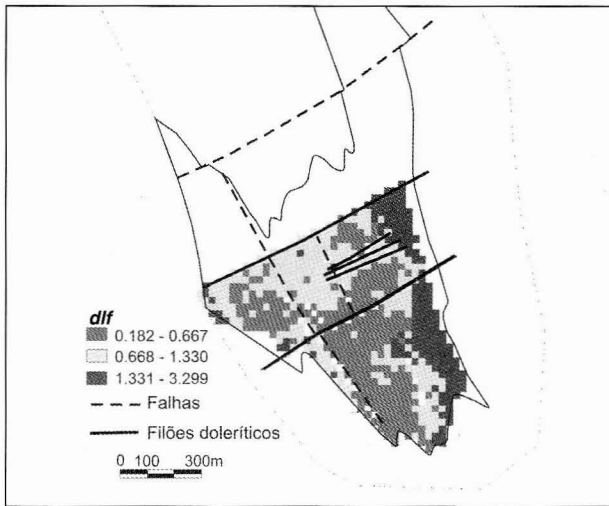 dlf
0.182 - 0.667
0.668 - 1.330
1.331 - 3.299
Falhas
Filões doleríticos
0 100 300m